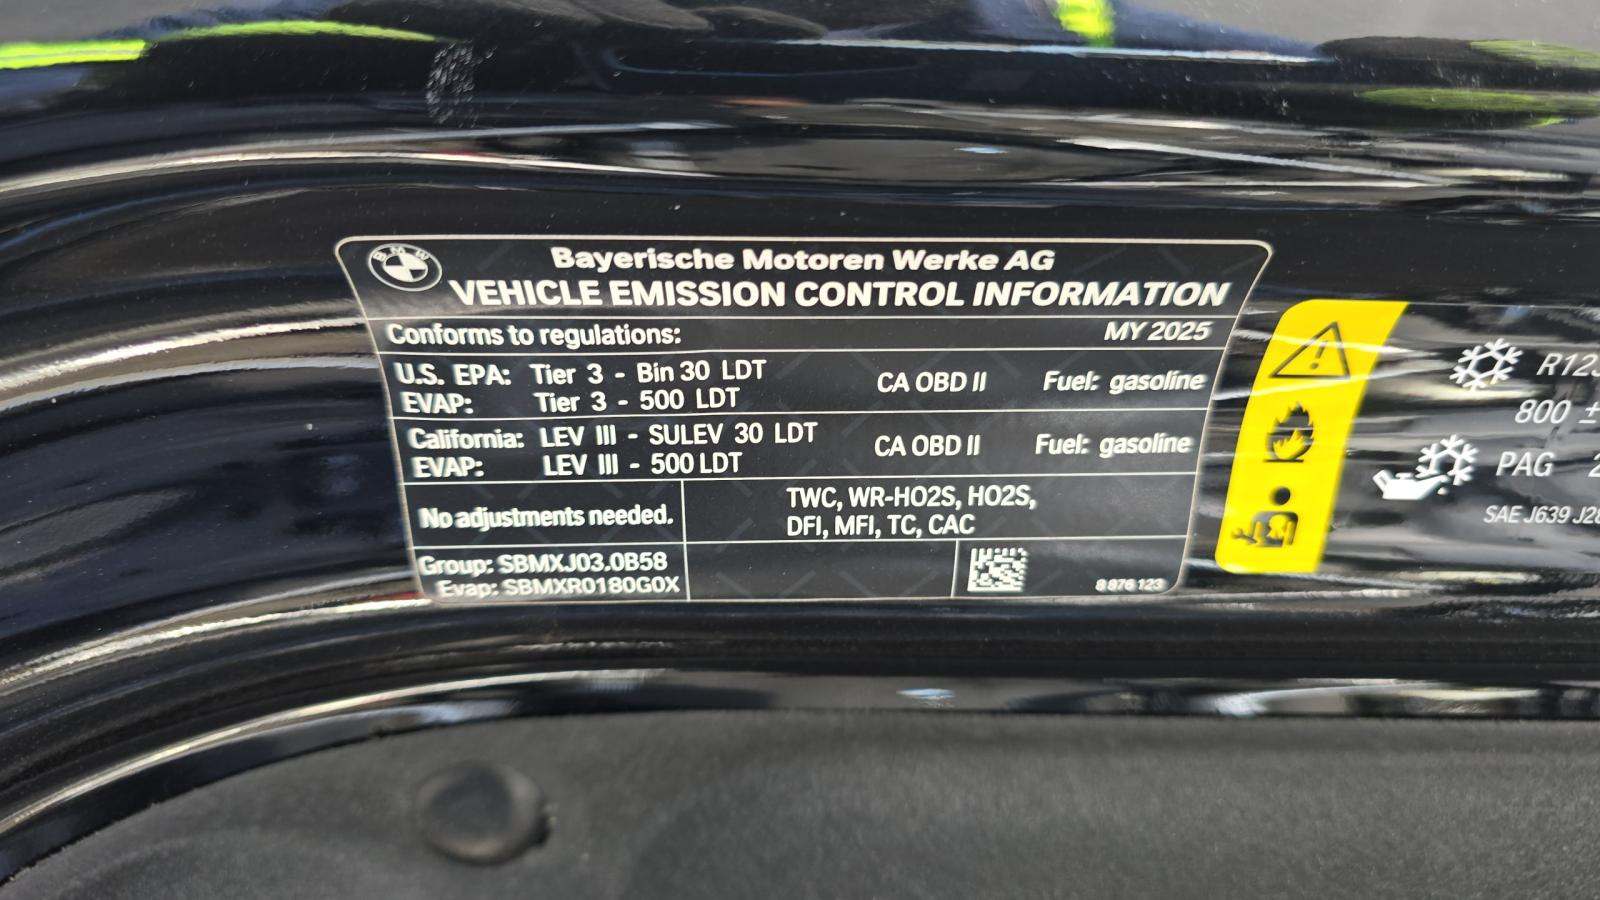 BMW
Bayerische Motoren Werke AG
VEHICLE EMISSION CONTROL INFORMATION
Conforms to regulations: MY 2025
U.S. EPA: Tier 3 - Bin 30 LDT CA OBD II Fuel: gasoline
EVAP: Tier 3 - 500 LDT
California: LEV III - SULEV 30 LDT CA OBD II Fuel: gasoline
EVAP: LEV III - 500 LDT
No adjustments needed.
TWC, WR-HO2S, HO2S,
DFI, MFI, TC, CAC
Group: SBMXJ03.0B58
Evap: SBMXR0180G0X
8 876 123
800 ±
PAG
SAE J639